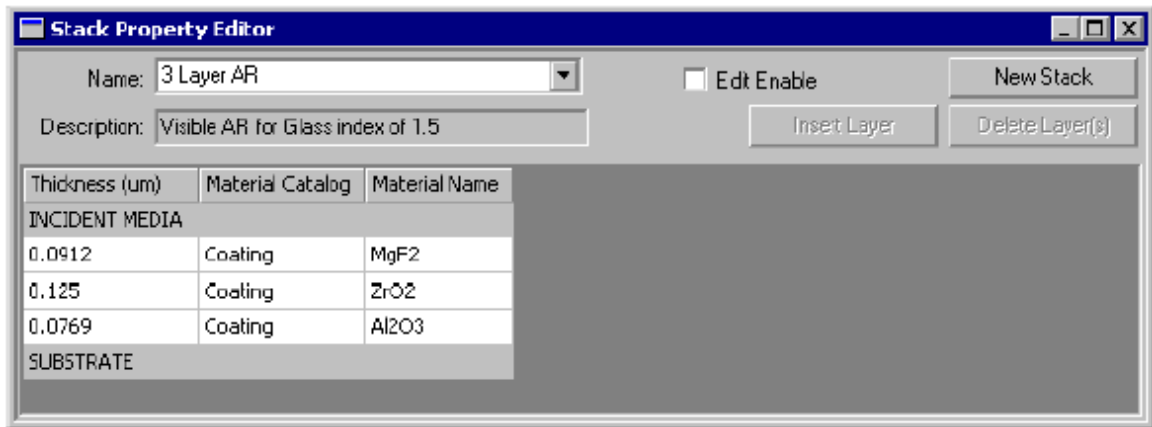 Stack Property Editor
Name: 3 Layer AR Edit Enable New Stack
Description: Visible AR for Glass index of 1.5 Insert Layer Delete Layer(s)
Thickness (um) Material Catalog Material Name
INCIDENT MEDIA
0.0912 Coating MgF2
0.125 Coating ZrO2
0.0769 Coating Al2O3
SUBSTRATE